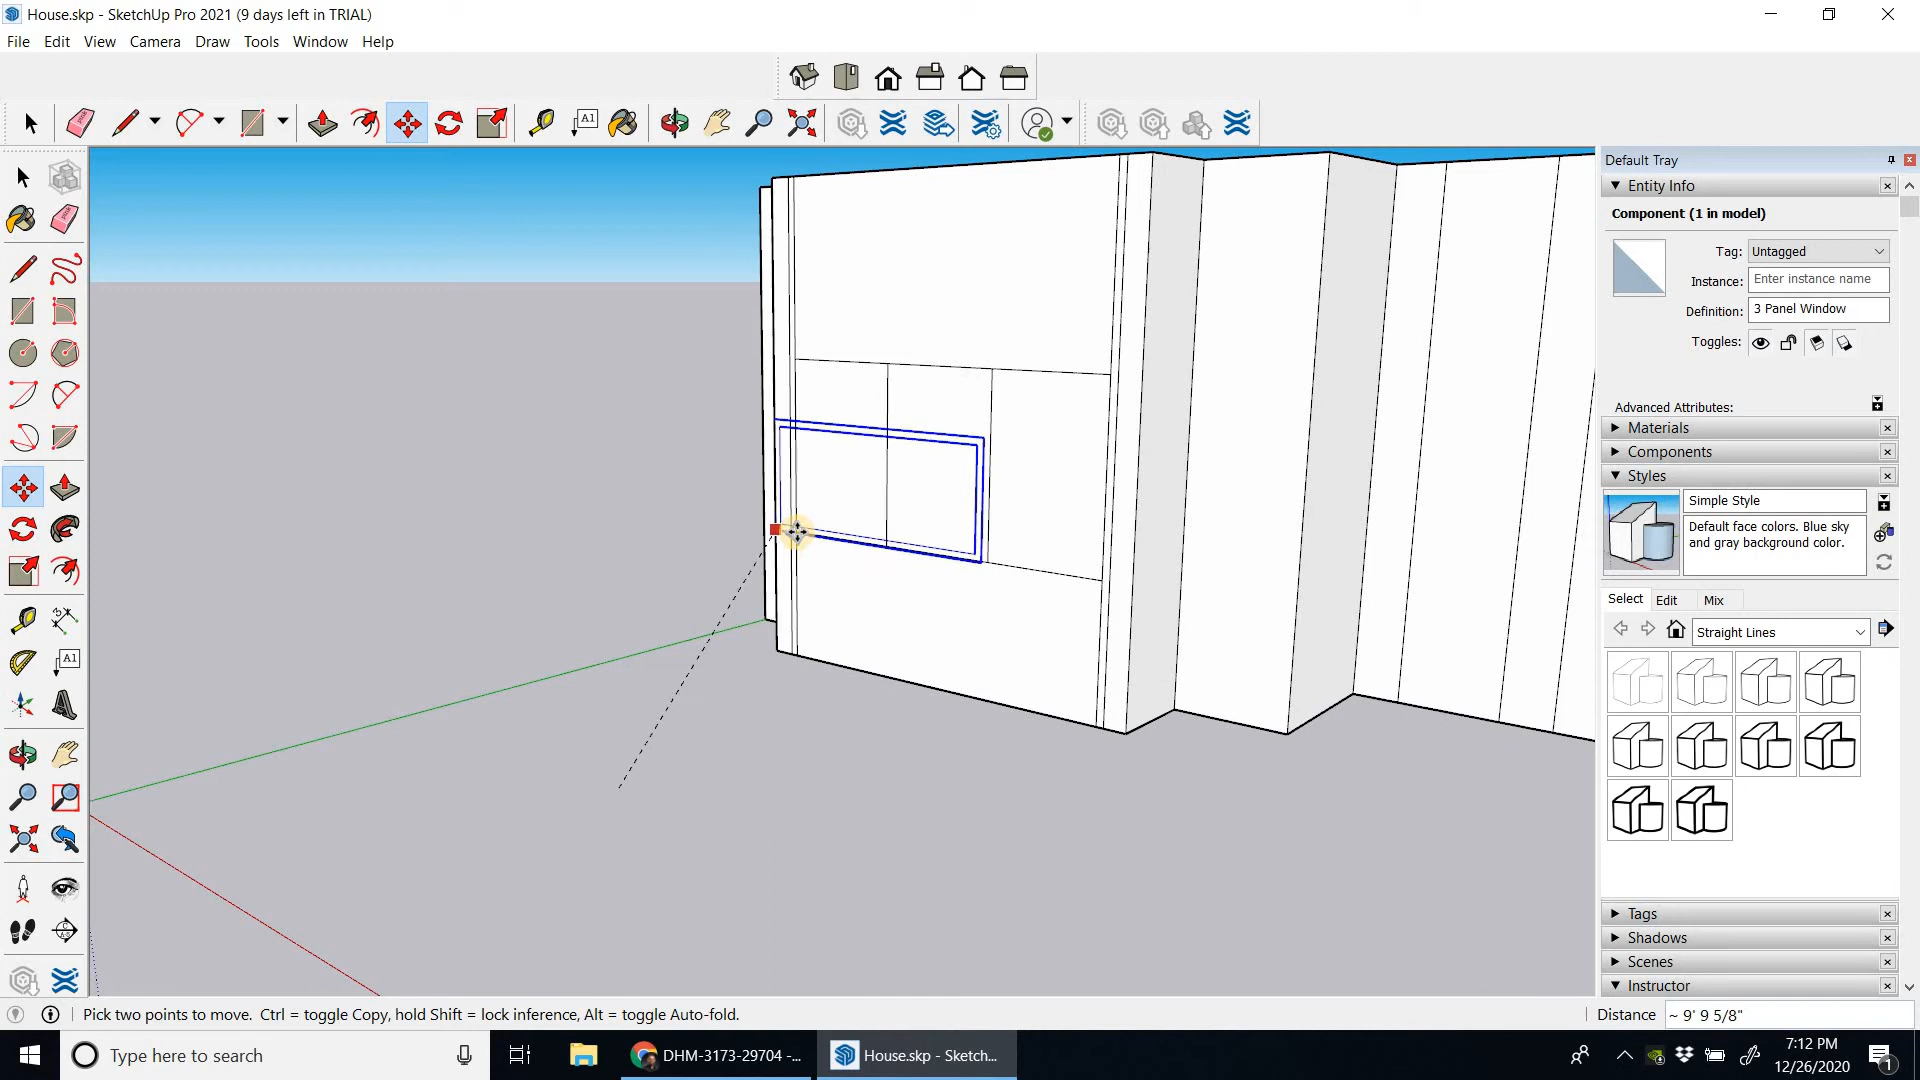 House.skp - SketchUp Pro 2021 (9 days left in TRIAL)
File Edit View Camera Draw Tools Window Help
A1
Default Tray
Entity Info
Component (1 in model)
Tag: Untagged
Instance: Enter instance name
Definition: 3 Panel Window
Toggles:
Advanced Attributes:
Materials
Components
Styles
Simple Style
Default face colors. Blue sky
and gray background color.
Select Edit Mix
Straight Lines
A1
Tags
Shadows
Scenes
Instructor
Pick two points to move. Ctrl = toggle Copy, hold Shift = lock inference, Alt = toggle Auto-fold.
Distance ~ 9' 9 5/8"
Type here to search
DHM-3173-29704 -...
House.skp - Sketch...
7:12 PM
12/26/2020
1